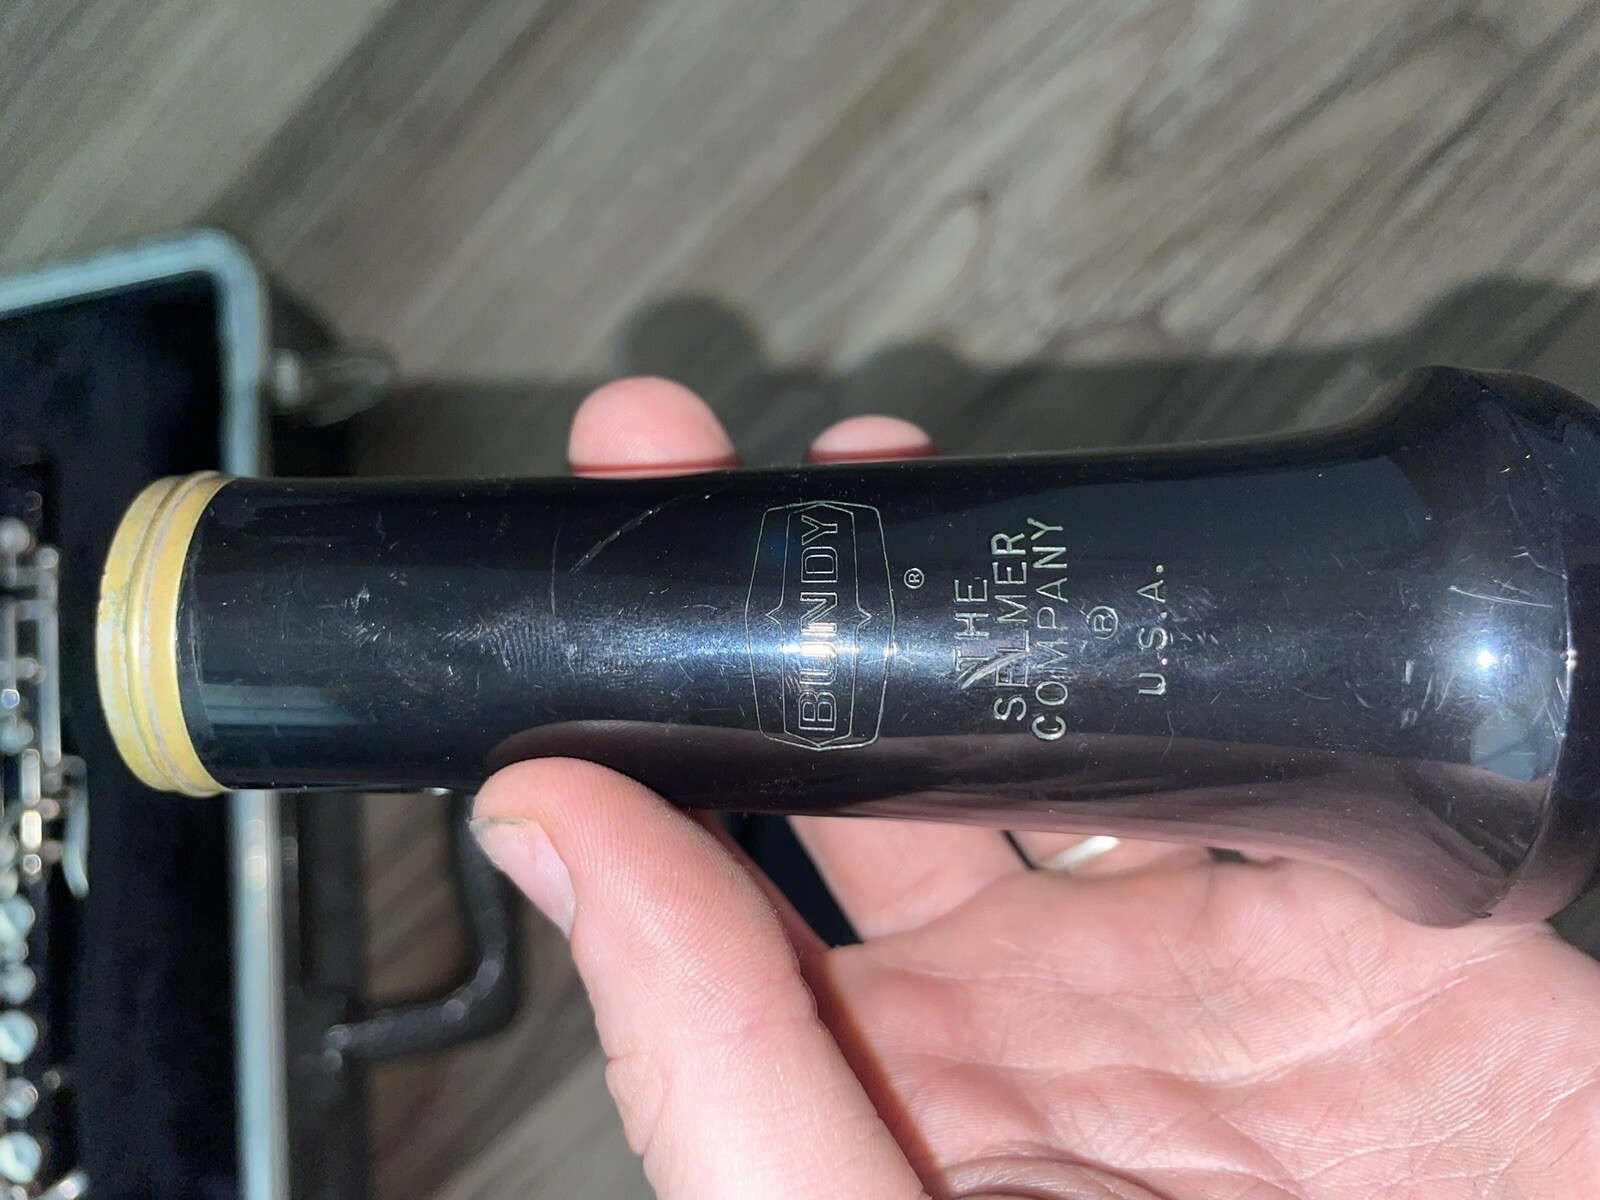 BUNDY
®
THE
SELMER
COMPANY
®
U.S.A.